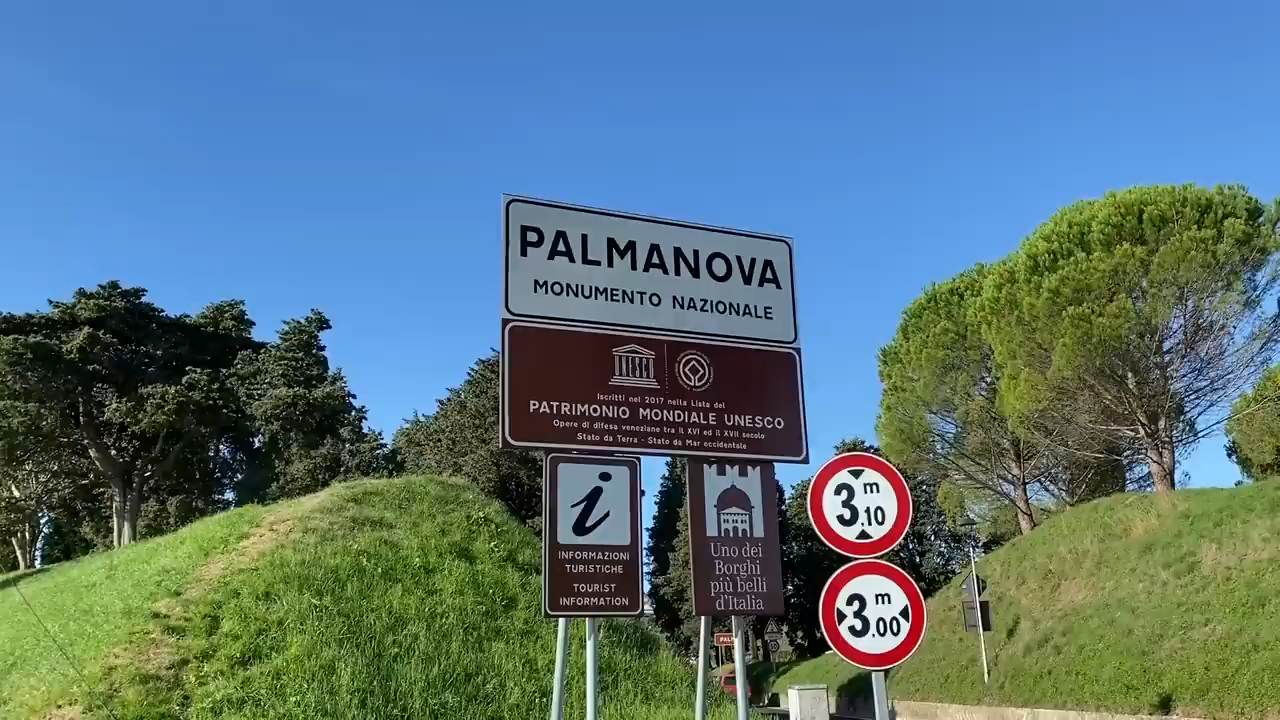 PALMANOVA
MONUMENTO NAZIONALE
UNESCO
Iscritti nel 2017 nella Lista del
PATRIMONIO MONDIALE UNESCO
Opere di difesa veneziane tra il XVI ed il XVII secolo
Stato da Terra - Stato da Mar occidentale
i
INFORMAZIONI
TURISTICHE
TOURIST
INFORMATION
Uno dei
Borghi
più belli
d'Italia
3 m .10
3 m .00